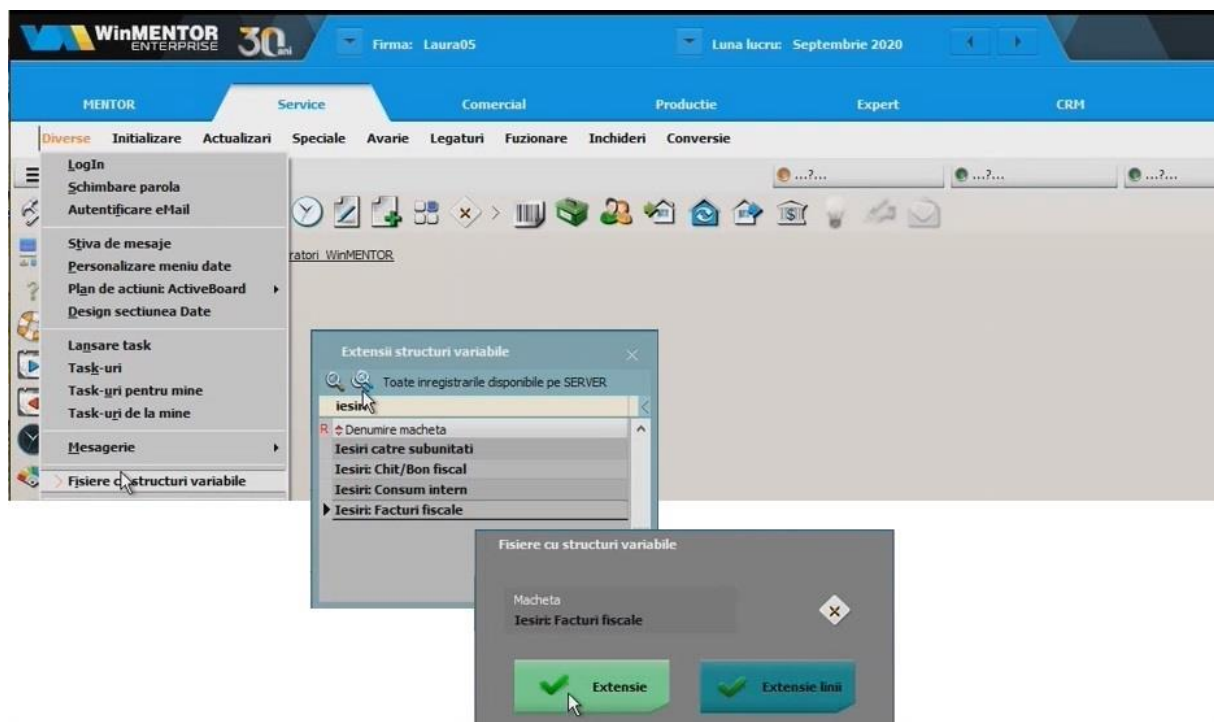 WinMENTOR
ENTERPRISE
30 ani
Firma: Laura05
Luna lucru: Septembrie 2020
MENTOR Service Comercial Productie Expert CRM
Diverse Initializare Actualizari Speciale Avarie Legaturi Fuzionare Inchideri Conversie
LogIn
Schimbare parola
Autentificare eMail
Stiva de mesaje
Personalizare meniu date
Plan de actiuni: ActiveBoard
Design sectiunea Date
Lansare task
Task-uri
Task-uri pentru mine
Task-uri de la mine
Mesagerie
Fisiere cu structuri variabile
...?... ...?... ...?...
ratori WinMENTOR
Extensii structuri variabile
Toate inregistrarile disponibile pe SERVER
iesiri
R Denumire macheta
Iesiri catre subunitati
Iesiri: Chit/Bon fiscal
Iesiri: Consum intern
Iesiri: Facturi fiscale
Fisiere cu structuri variabile
Macheta
Iesiri: Facturi fiscale
Extensie Extensie linii